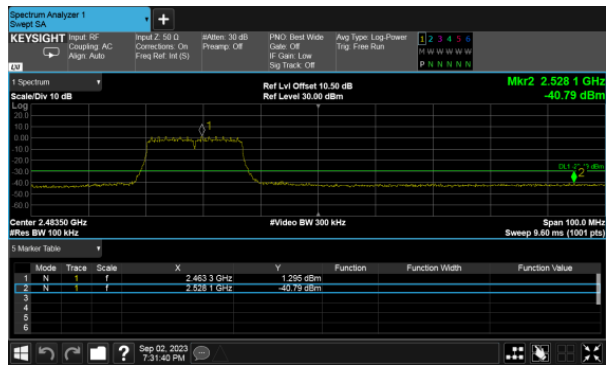 Spectrum Analyzer 1
Swept SA
KEYSIGHT Input: RF Input Z: 50 Ω #Atten: 30 dB PNO: Best Wide Avg Type: Log-Power 1 2 3 4 5 6
Coupling: AC Corrections: On Preamp: Off Gate: Off Trig: Free Run M W W W W W
Align: Auto Freq Ref: Int (S) IF Gain: Low
Sig Track: Off P N N N N N
1 Spectrum
Ref Lvl Offset 10.50 dB Mkr2 2.528 1 GHz
Scale/Div 10 dB Ref Level 30.00 dBm -40.79 dBm
Log
20.0
10.0
0.00
-10.0
-20.0
-30.0
-40.0
-50.0
-60.0
1
DL1 dBm
2
Center 2.48350 GHz #Video BW 300 kHz Span 100.0 MHz
#Res BW 100 kHz Sweep 9.60 ms (1001 pts)
5 Marker Table
Mode Trace Scale X Y Function Function Width Function Value
1 N 1 f 2.463 3 GHz 1.295 dBm
2 N 1 f 2.528 1 GHz -40.79 dBm
3
4
5
6
? Sep 02, 2023
7:31:40 PM